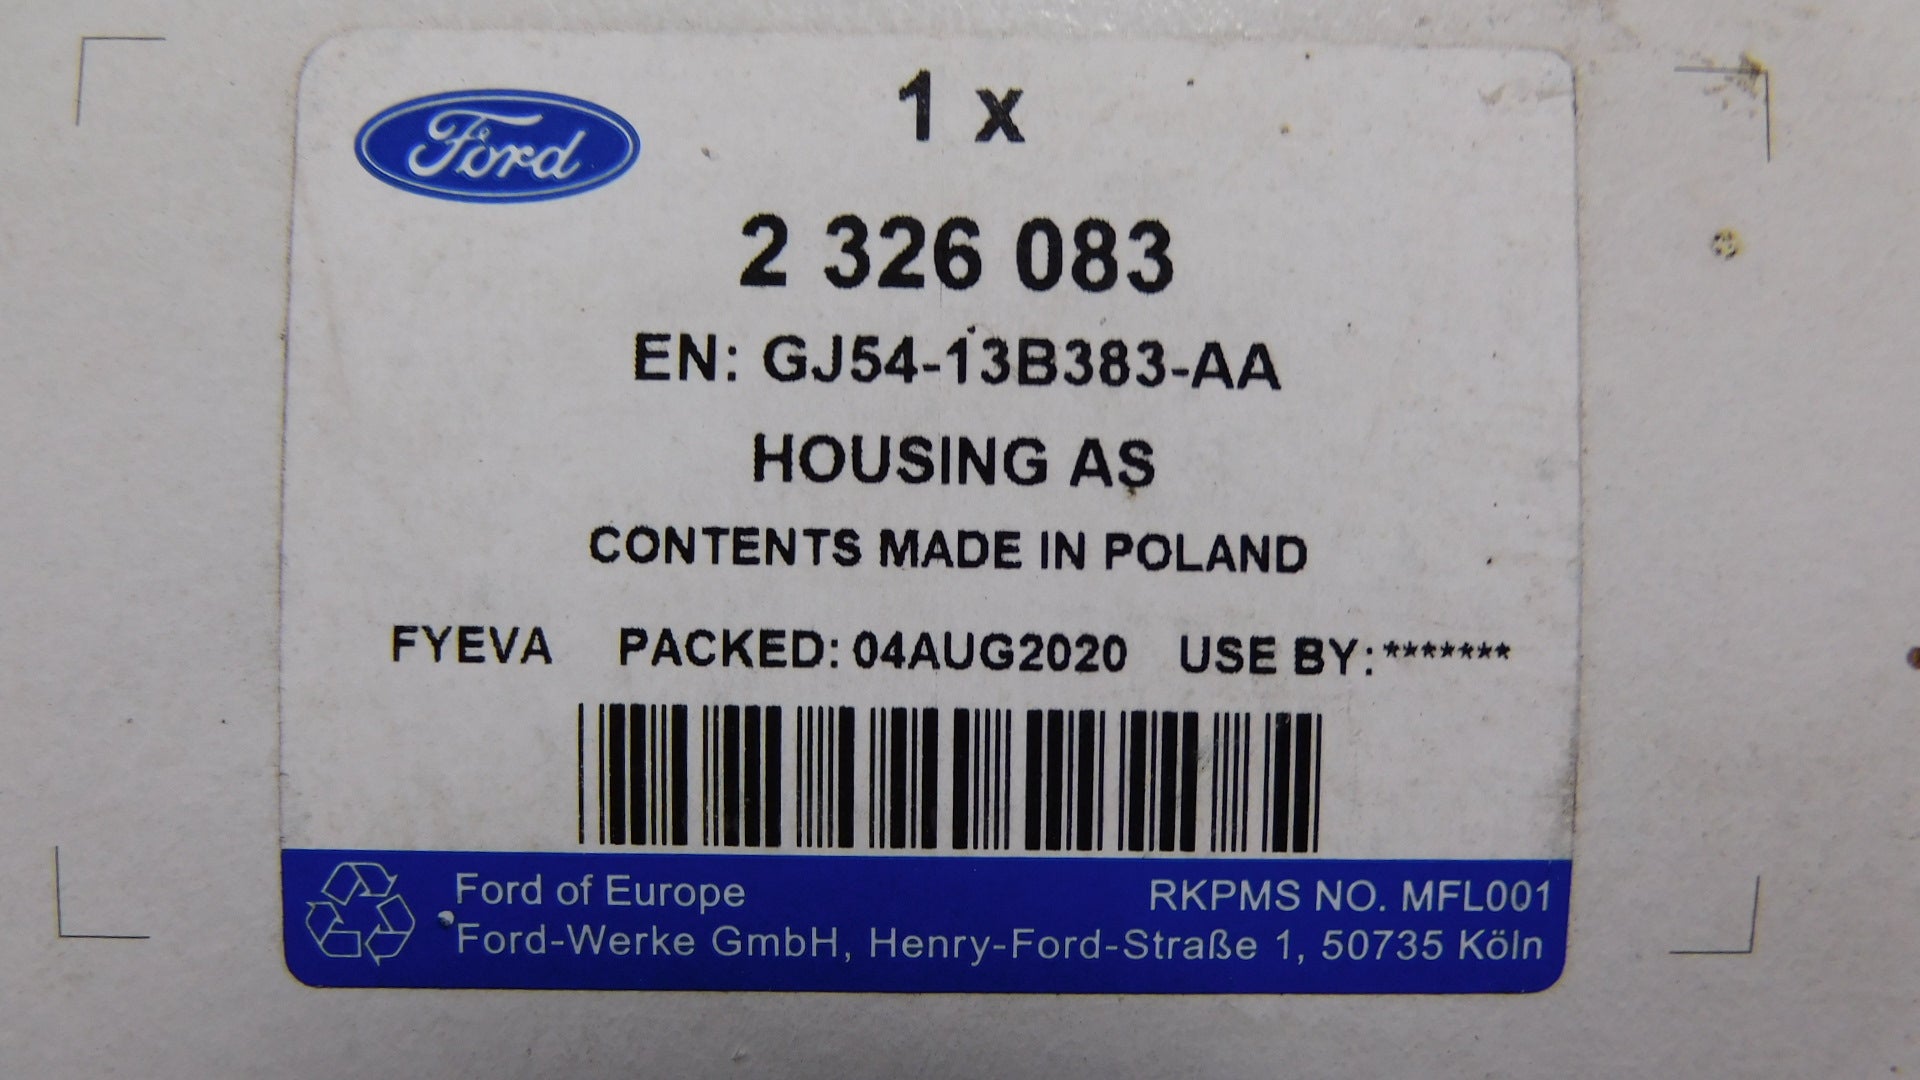 Ford
1 x
2 326 083
EN: GJ54-13B383-AA
HOUSING AS
CONTENTS MADE IN POLAND
FYEVA PACKED: 04AUG2020 USE BY: *******
Ford of Europe RKPMS NO. MFL001
Ford-Werke GmbH, Henry-Ford-Straße 1, 50735 Köln